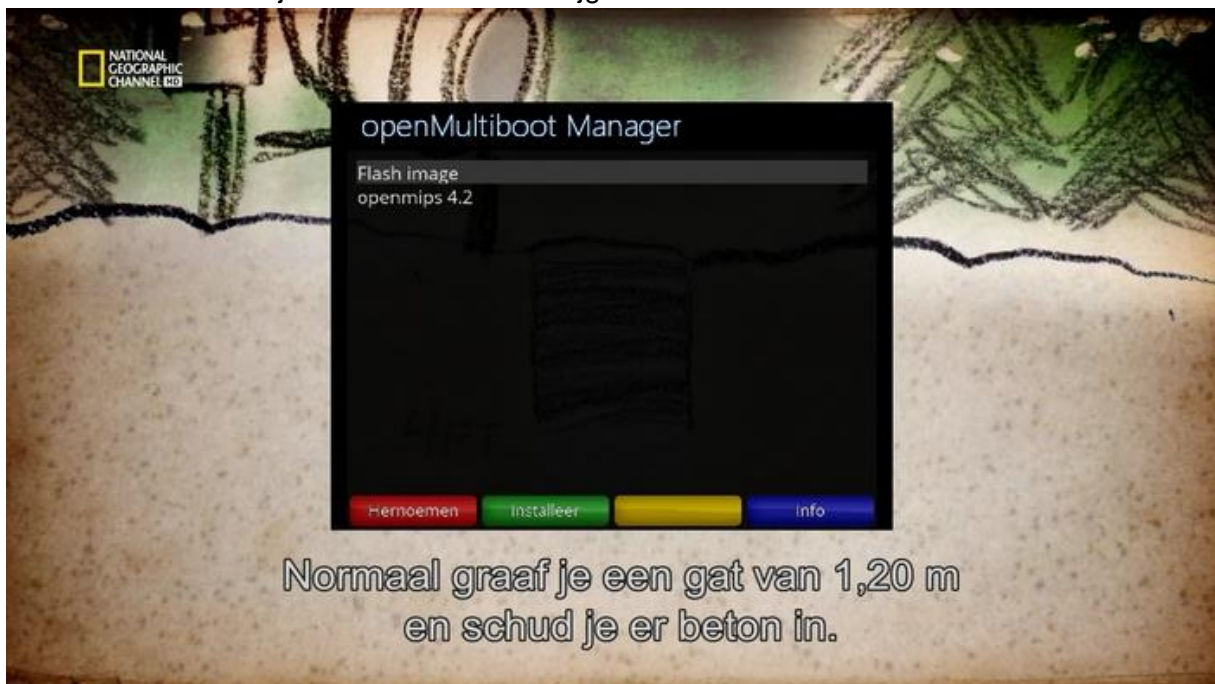 NATIONAL
GEOGRAPHIC
CHANNEL HD
openMultiboot Manager
Flash image
openmips 4.2
Hernoemen Installeer Info
Normaal graaf je een gat van 1,20 m
en schud je er beton in.